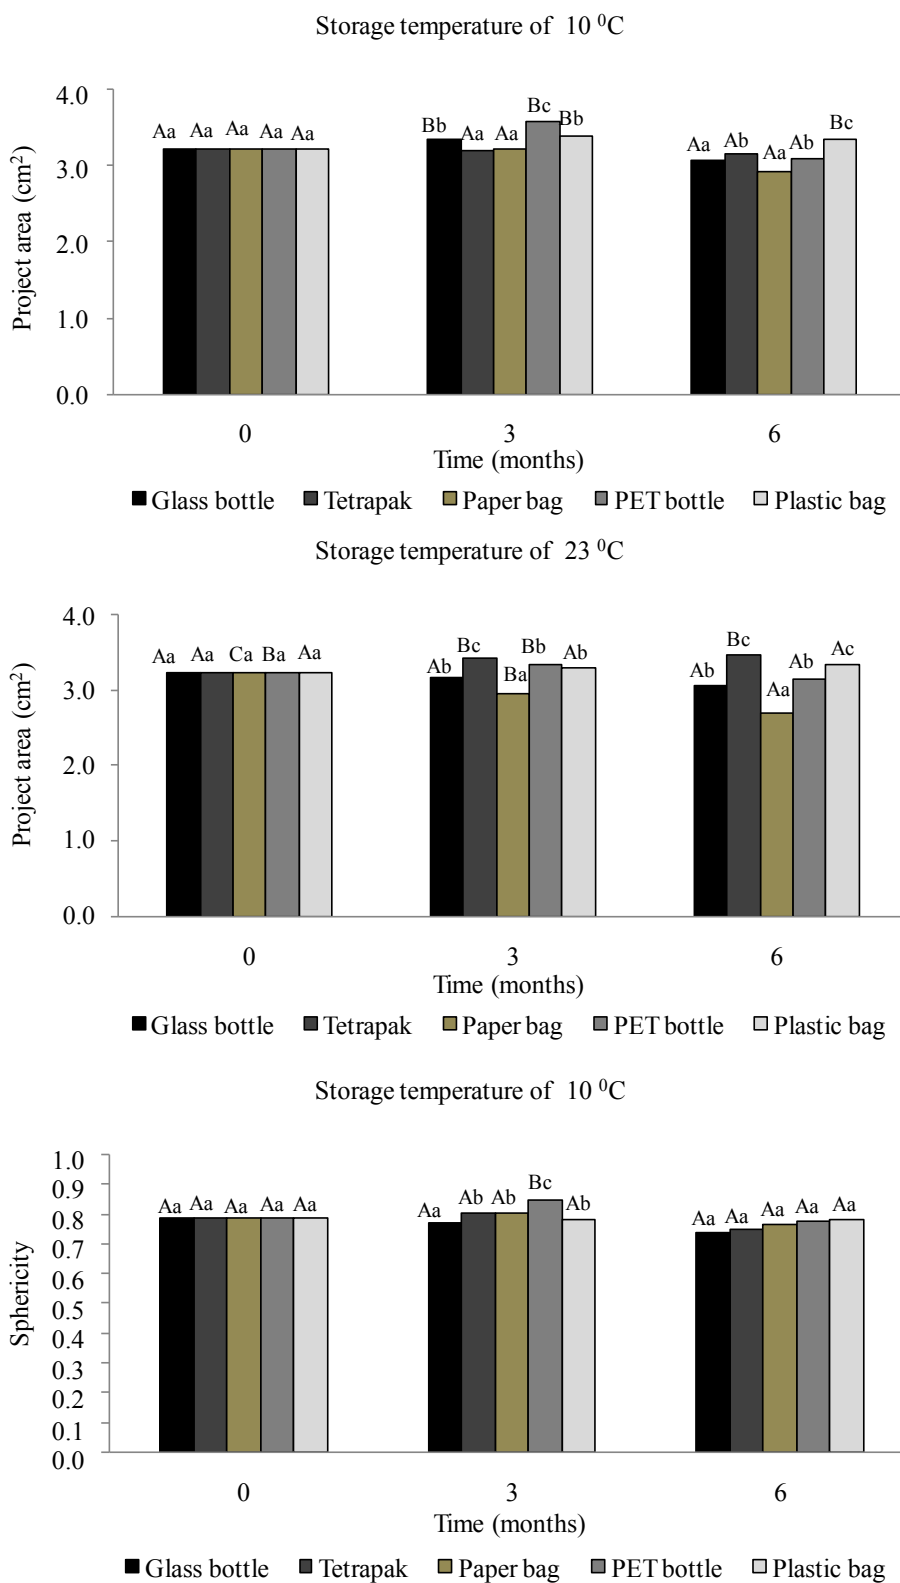 Storage temperature of 10 ⁰C
Project area (cm²)
4.0
3.0
2.0
1.0
0.0
Aa Aa Aa Aa Aa
Bb Aa Aa Bc Bb
Aa Ab Aa Ab Bc
0 3 6
Time (months)
Glass bottle Tetrapak Paper bag PET bottle Plastic bag
Storage temperature of 23 ⁰C
Project area (cm²)
4.0
3.0
2.0
1.0
0.0
Aa Aa Ca Ba Aa
Ab Bc Ba Bb Ab
Ab Bc Aa Ab Ac
0 3 6
Time (months)
Glass bottle Tetrapak Paper bag PET bottle Plastic bag
Storage temperature of 10 ⁰C
Sphericity
1.0
0.9
0.8
0.7
0.6
0.5
0.4
0.3
0.2
0.1
0.0
Aa Aa Aa Aa Aa
Aa Ab Ab Bc Ab
Aa Aa Aa Aa Aa
0 3 6
Time (months)
Glass bottle Tetrapak Paper bag PET bottle Plastic bag